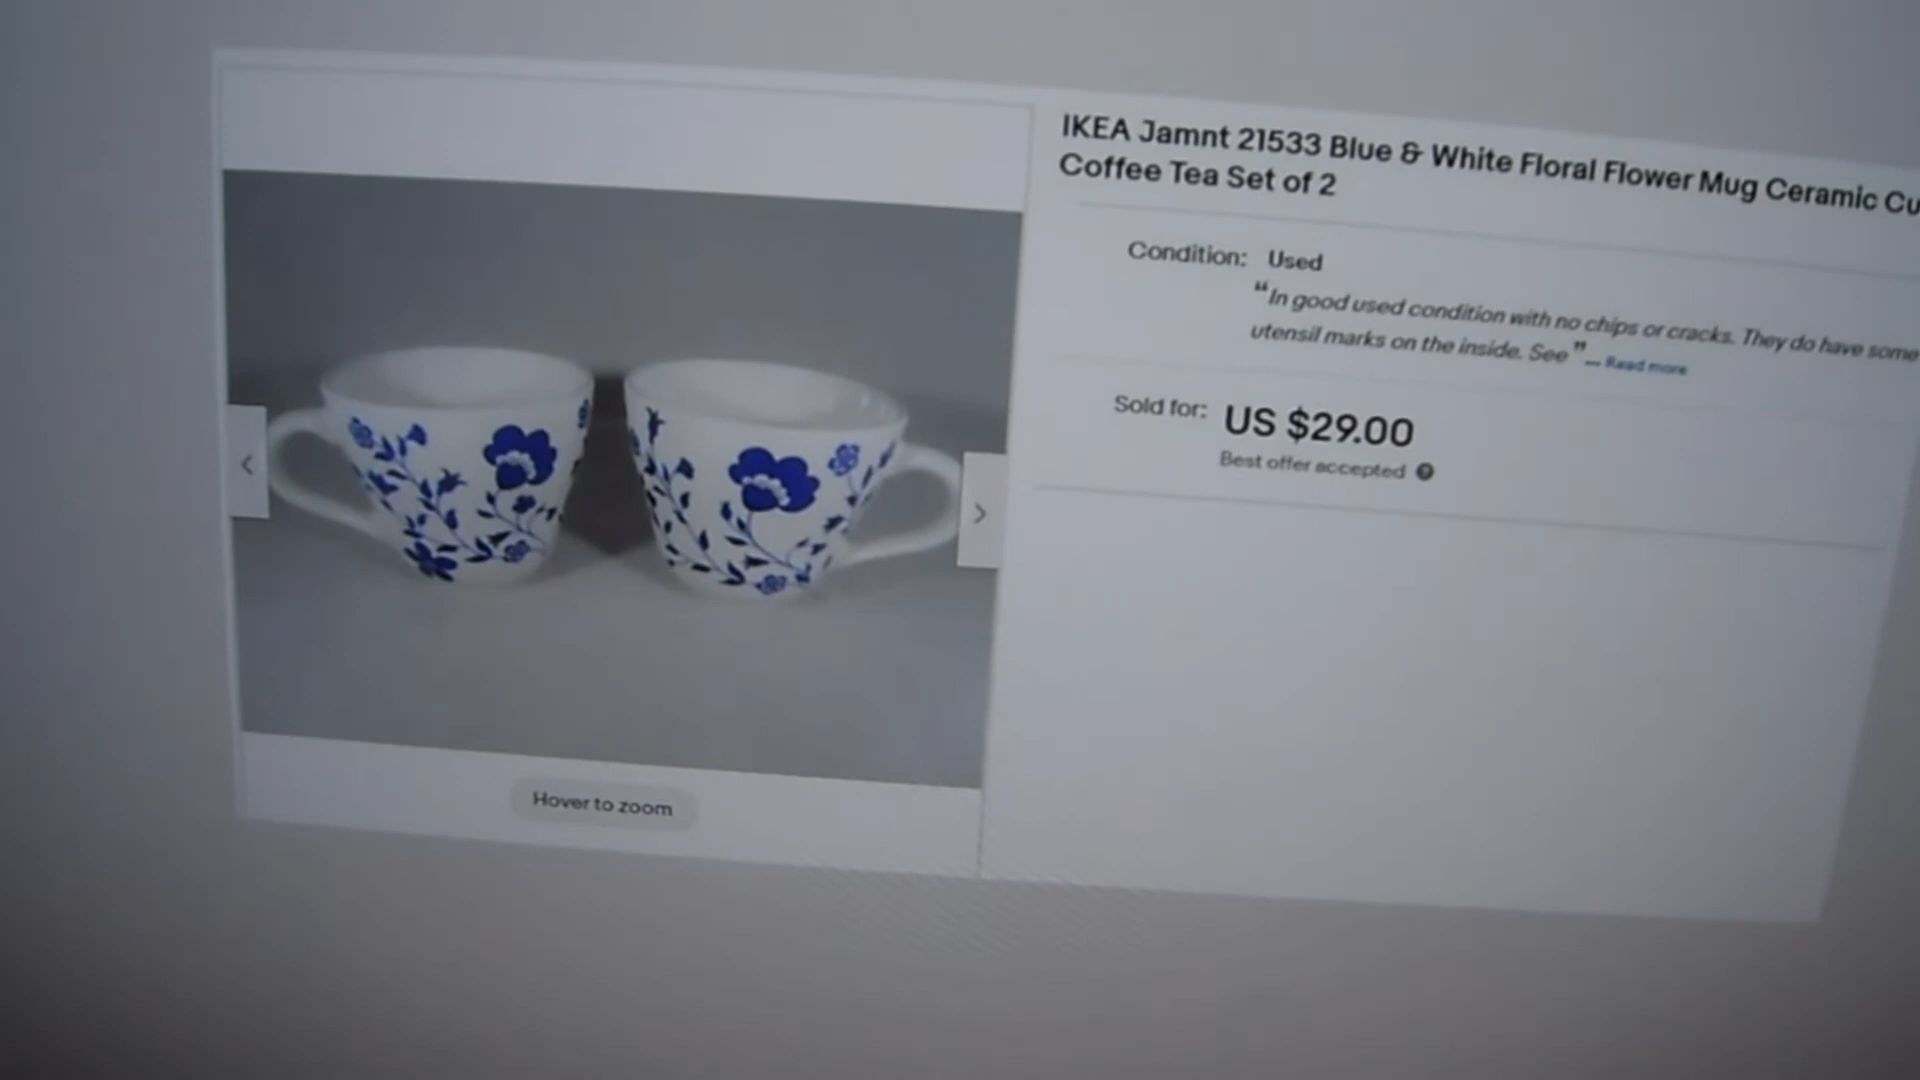 IKEA Jamnt 21533 Blue & White Floral Flower Mug Ceramic Cu
Coffee Tea Set of 2
Condition: Used
“In good used condition with no chips or cracks. They do have some
utensil marks on the inside. See ”... Read more
Sold for: US $29.00
Best offer accepted ?
Hover to zoom